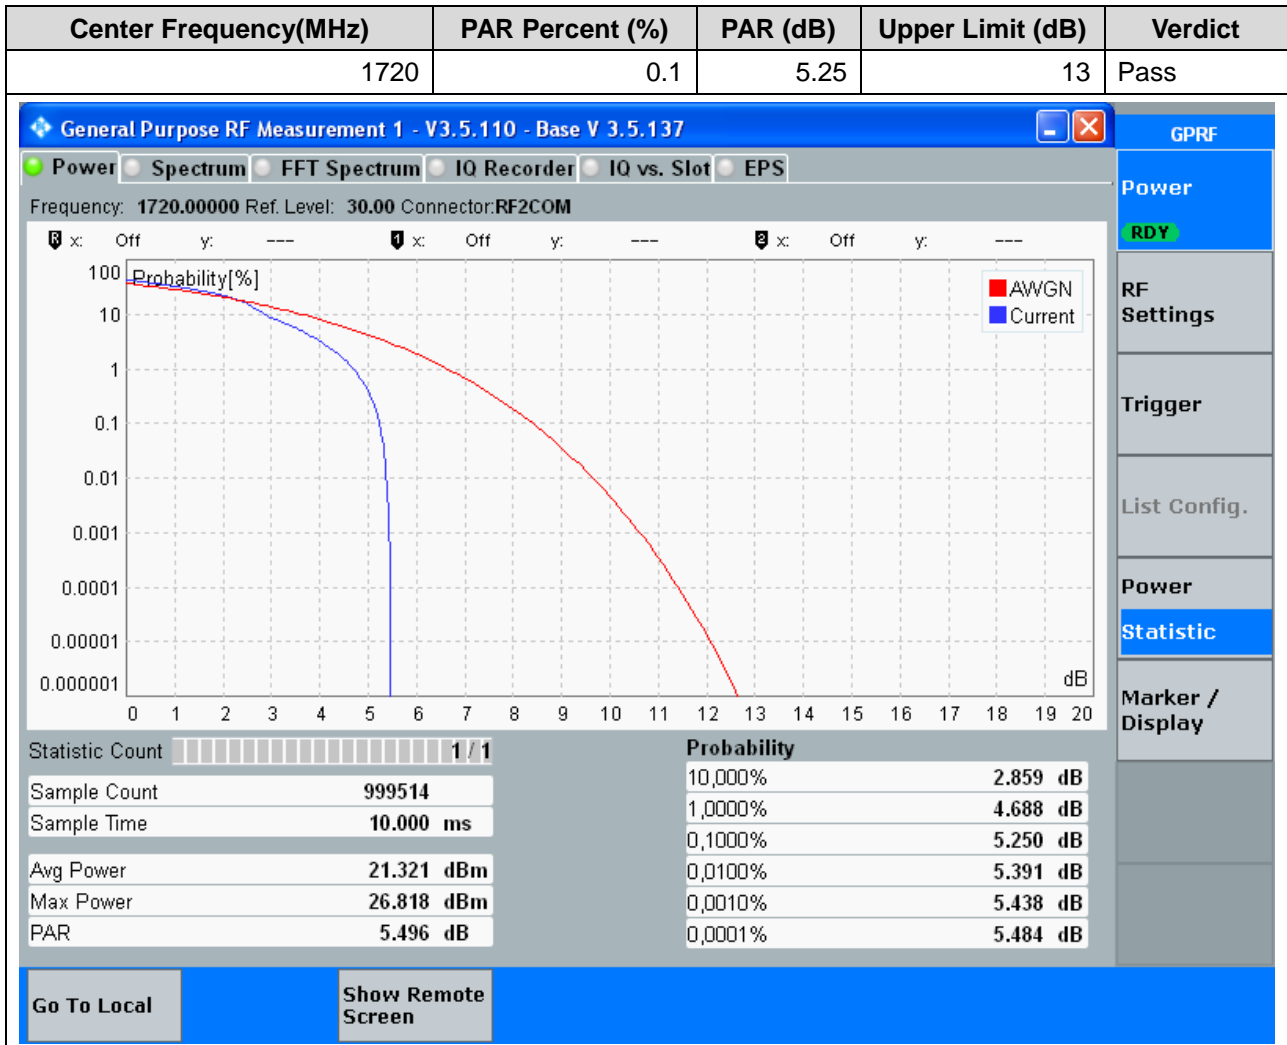 Center Frequency(MHz) PAR Percent (%) PAR (dB) Upper Limit (dB) Verdict
1720 0.1 5.25 13 Pass
General Purpose RF Measurement 1 - V3.5.110 - Base V 3.5.137
GPRF
Power Spectrum FFT Spectrum IQ Recorder IQ vs. Slot EPS
Power
RDY
Frequency: 1720.00000 Ref. Level: 30.00 Connector:RF2COM
R x: Off y: --- 1 x: Off y: --- 2 x: Off y: ---
Probability[%]
100
10
1
0.1
0.01
0.001
0.0001
0.00001
0.000001
AWGN
Current
dB
0 1 2 3 4 5 6 7 8 9 10 11 12 13 14 15 16 17 18 19 20
RF
Settings
Trigger
List Config.
Power
Statistic
Marker /
Display
Statistic Count 1 / 1
Sample Count 999514
Sample Time 10.000 ms
Avg Power 21.321 dBm
Max Power 26.818 dBm
PAR 5.496 dB
Probability
10,000% 2.859 dB
1,0000% 4.688 dB
0,1000% 5.250 dB
0,0100% 5.391 dB
0,0010% 5.438 dB
0,0001% 5.484 dB
Go To Local
Show Remote
Screen